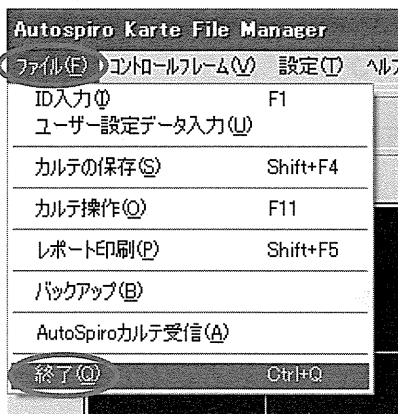 Autospiro Karte File Manager
ファイル(F) コントロールフレーム(V) 設定(T) ヘルプ
ID入力(I) F1
ユーザー設定データ入力(U)
カルテの保存(S) Shift+F4
カルテ操作(O) F11
レポート印刷(P) Shift+F5
バックアップ(B)
AutoSpiroカルテ受信(A)
終了(Q) Ctrl+Q